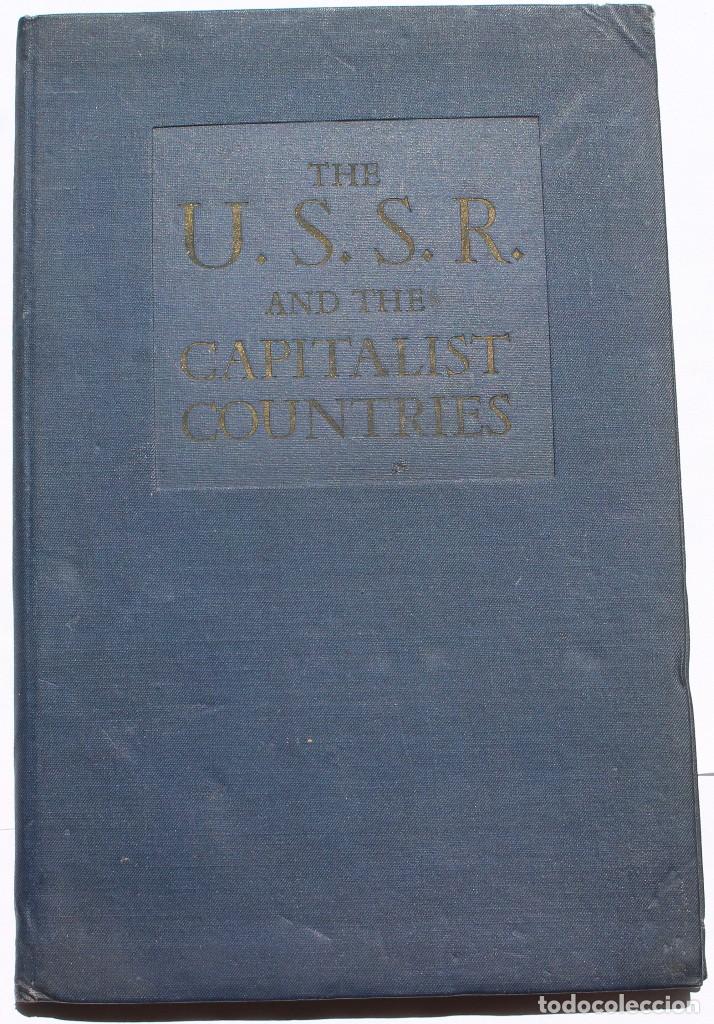 THE
U.S.S.R.
AND THE
CAPITALIST
COUNTRIES
todocoleccion